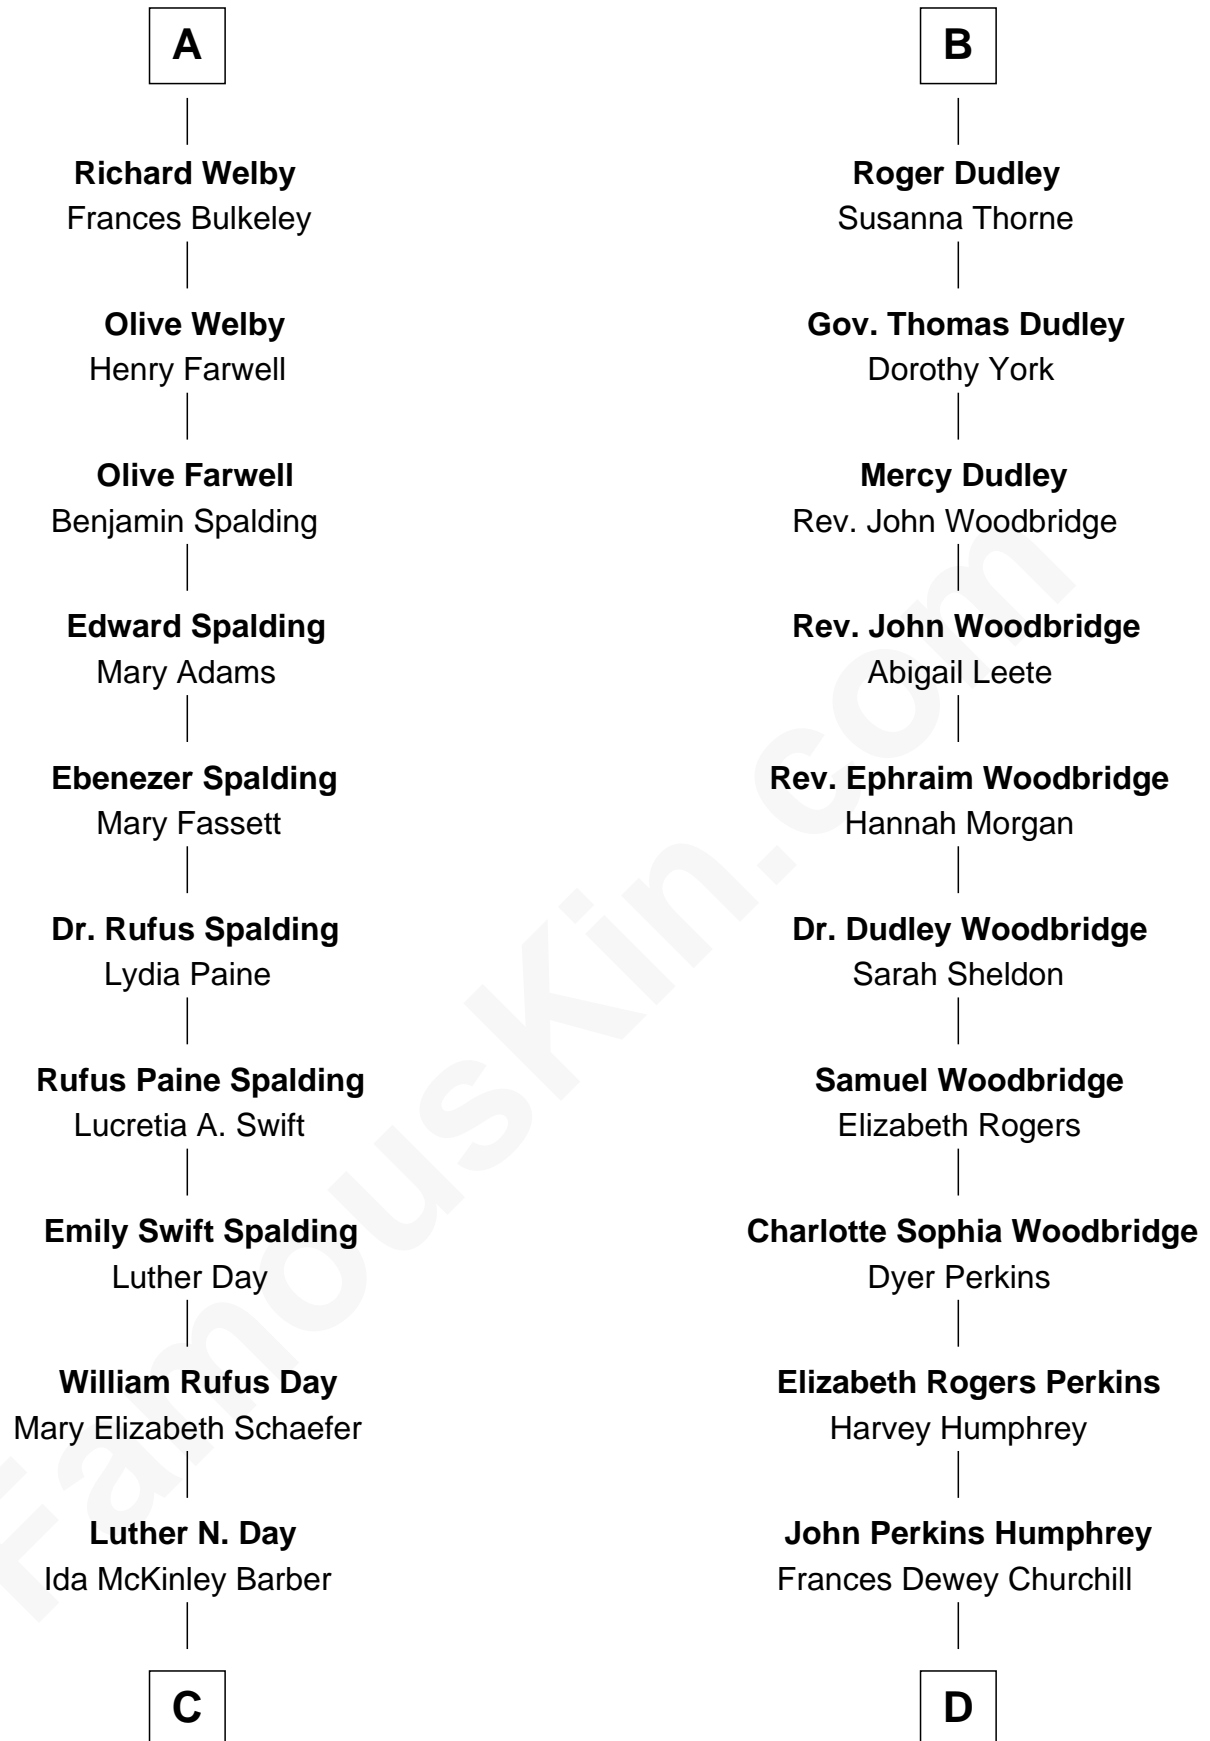 A
Richard Welby
Frances Bulkeley
Olive Welby
Henry Farwell
Olive Farwell
Benjamin Spalding
Edward Spalding
Mary Adams
Ebenezer Spalding
Mary Fassett
Dr. Rufus Spalding
Lydia Paine
Rufus Paine Spalding
Lucretia A. Swift
Emily Swift Spalding
Luther Day
William Rufus Day
Mary Elizabeth Schaefer
Luther N. Day
Ida McKinley Barber
C
B
Roger Dudley
Susanna Thorne
Gov. Thomas Dudley
Dorothy York
Mercy Dudley
Rev. John Woodbridge
Rev. John Woodbridge
Abigail Leete
Rev. Ephraim Woodbridge
Hannah Morgan
Dr. Dudley Woodbridge
Sarah Sheldon
Samuel Woodbridge
Elizabeth Rogers
Charlotte Sophia Woodbridge
Dyer Perkins
Elizabeth Rogers Perkins
Harvey Humphrey
John Perkins Humphrey
Frances Dewey Churchill
D
FamousKin.com